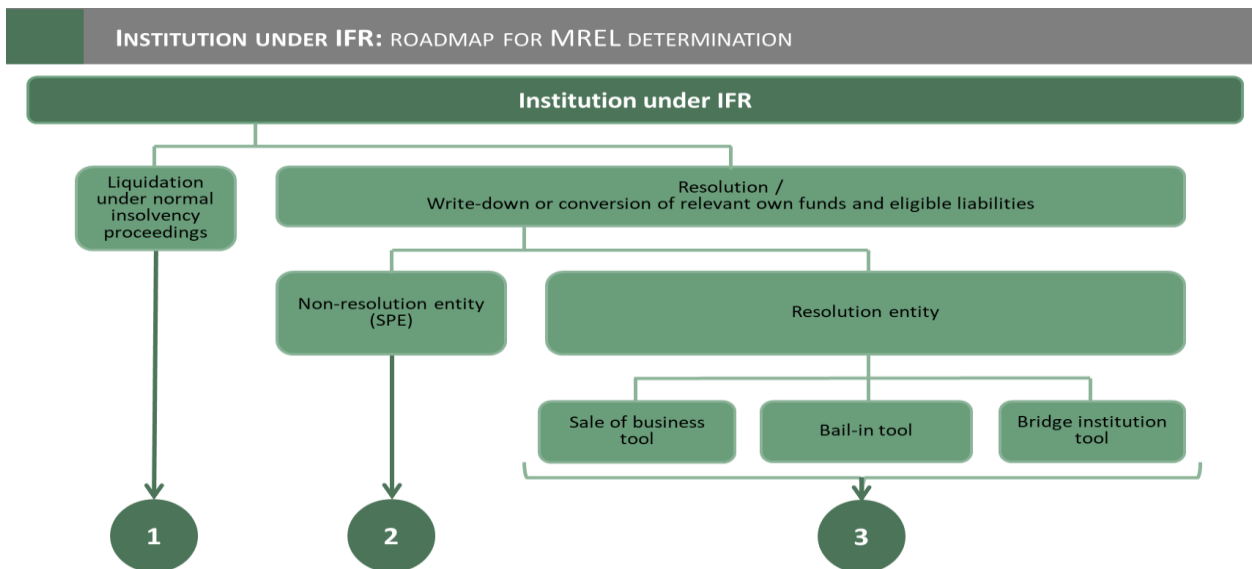 INSTITUTION UNDER IFR: ROADMAP FOR MREL DETERMINATION
Institution under IFR
Liquidation
under normal
insolvency
proceedings
Resolution /
Write-down or conversion of relevant own funds and eligible liabilities
Non-resolution entity
(SPE)
Resolution entity
Sale of business
tool
Bail-in tool
Bridge institution
tool
1
2
3